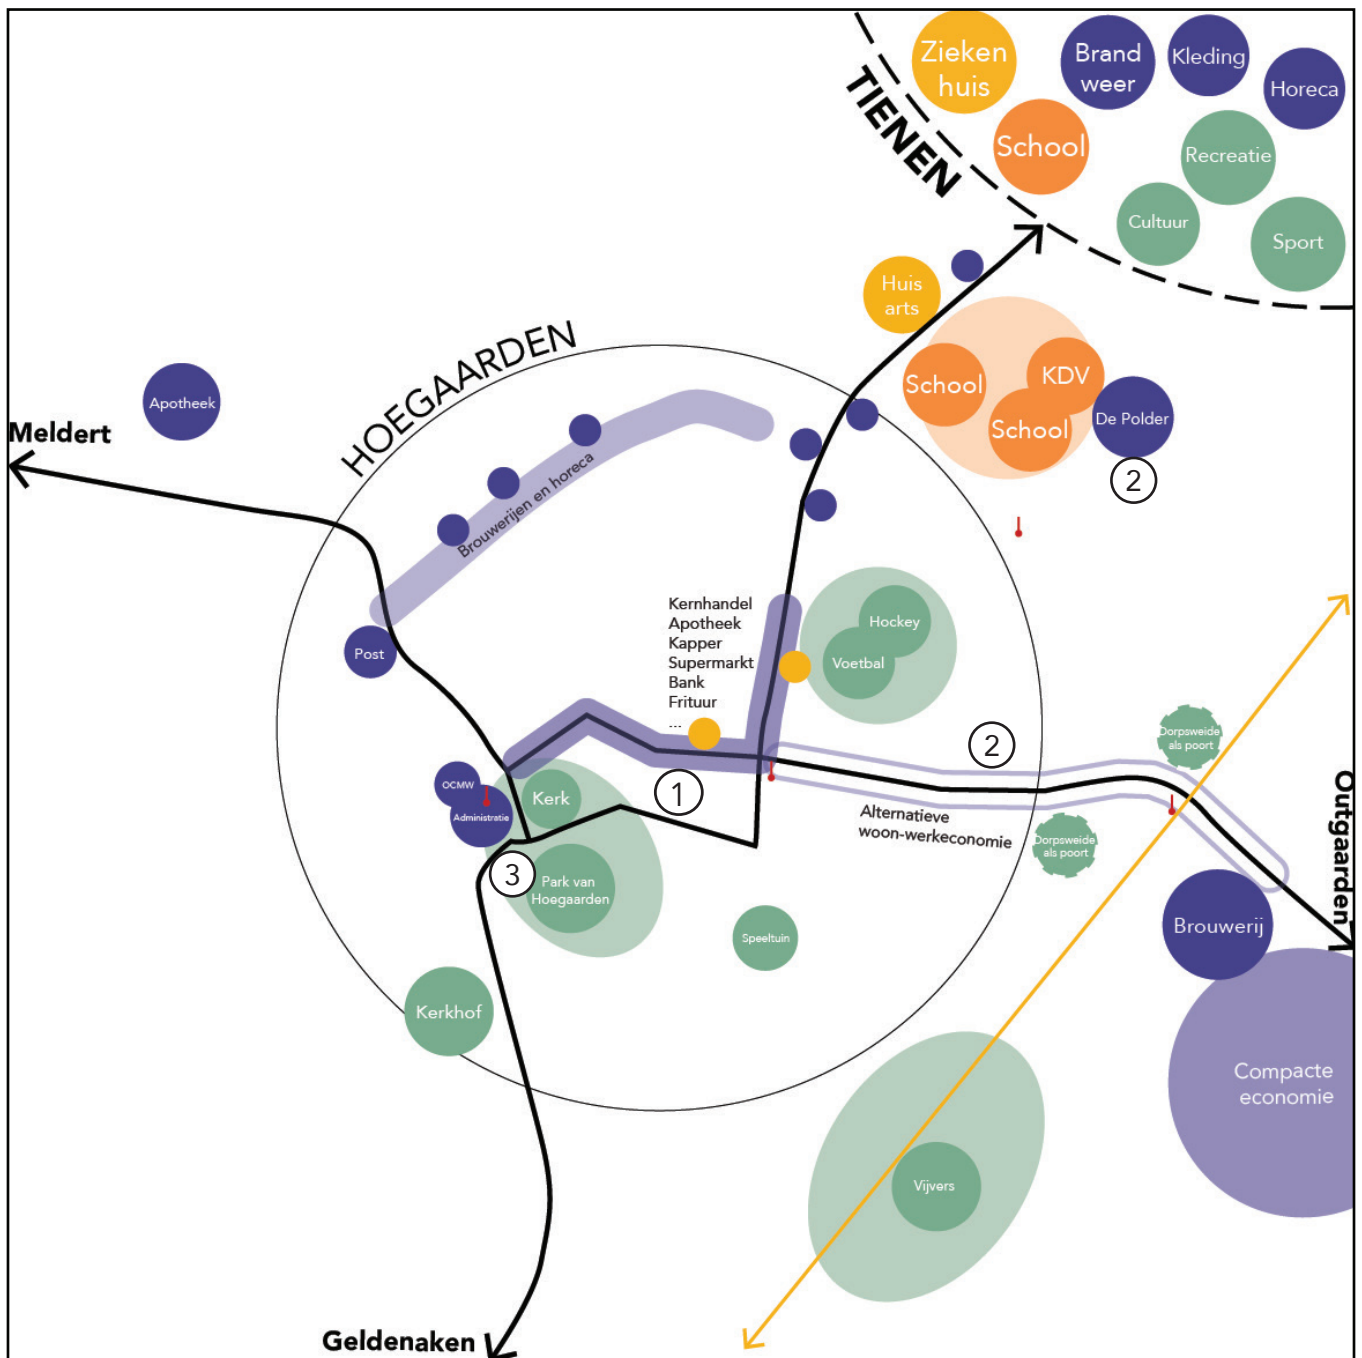 Zieken
huis
Brand
weer
Kleding
Horeca
TIENEN
School
Recreatie
Cultuur
Sport
Huis
arts
HOEGAARDEN
School
KDV
School
De Polder
2
Apotheek
Meldert
Brouwerijen en horeca
Post
Kernhandel
Apotheek
Kapper
Supermarkt
Bank
Frituur
...
Hockey
Voetbal
2
Dorpsweide
als poort
OCMW
Administratie
Kerk
1
Alternatieve
woon-werkeconomie
Dorpsweide
als poort
Outgaarden
3
Park van
Hoegaarden
Speeltuin
Brouwerij
Kerkhof
Compacte
economie
Vijvers
Geldenaken